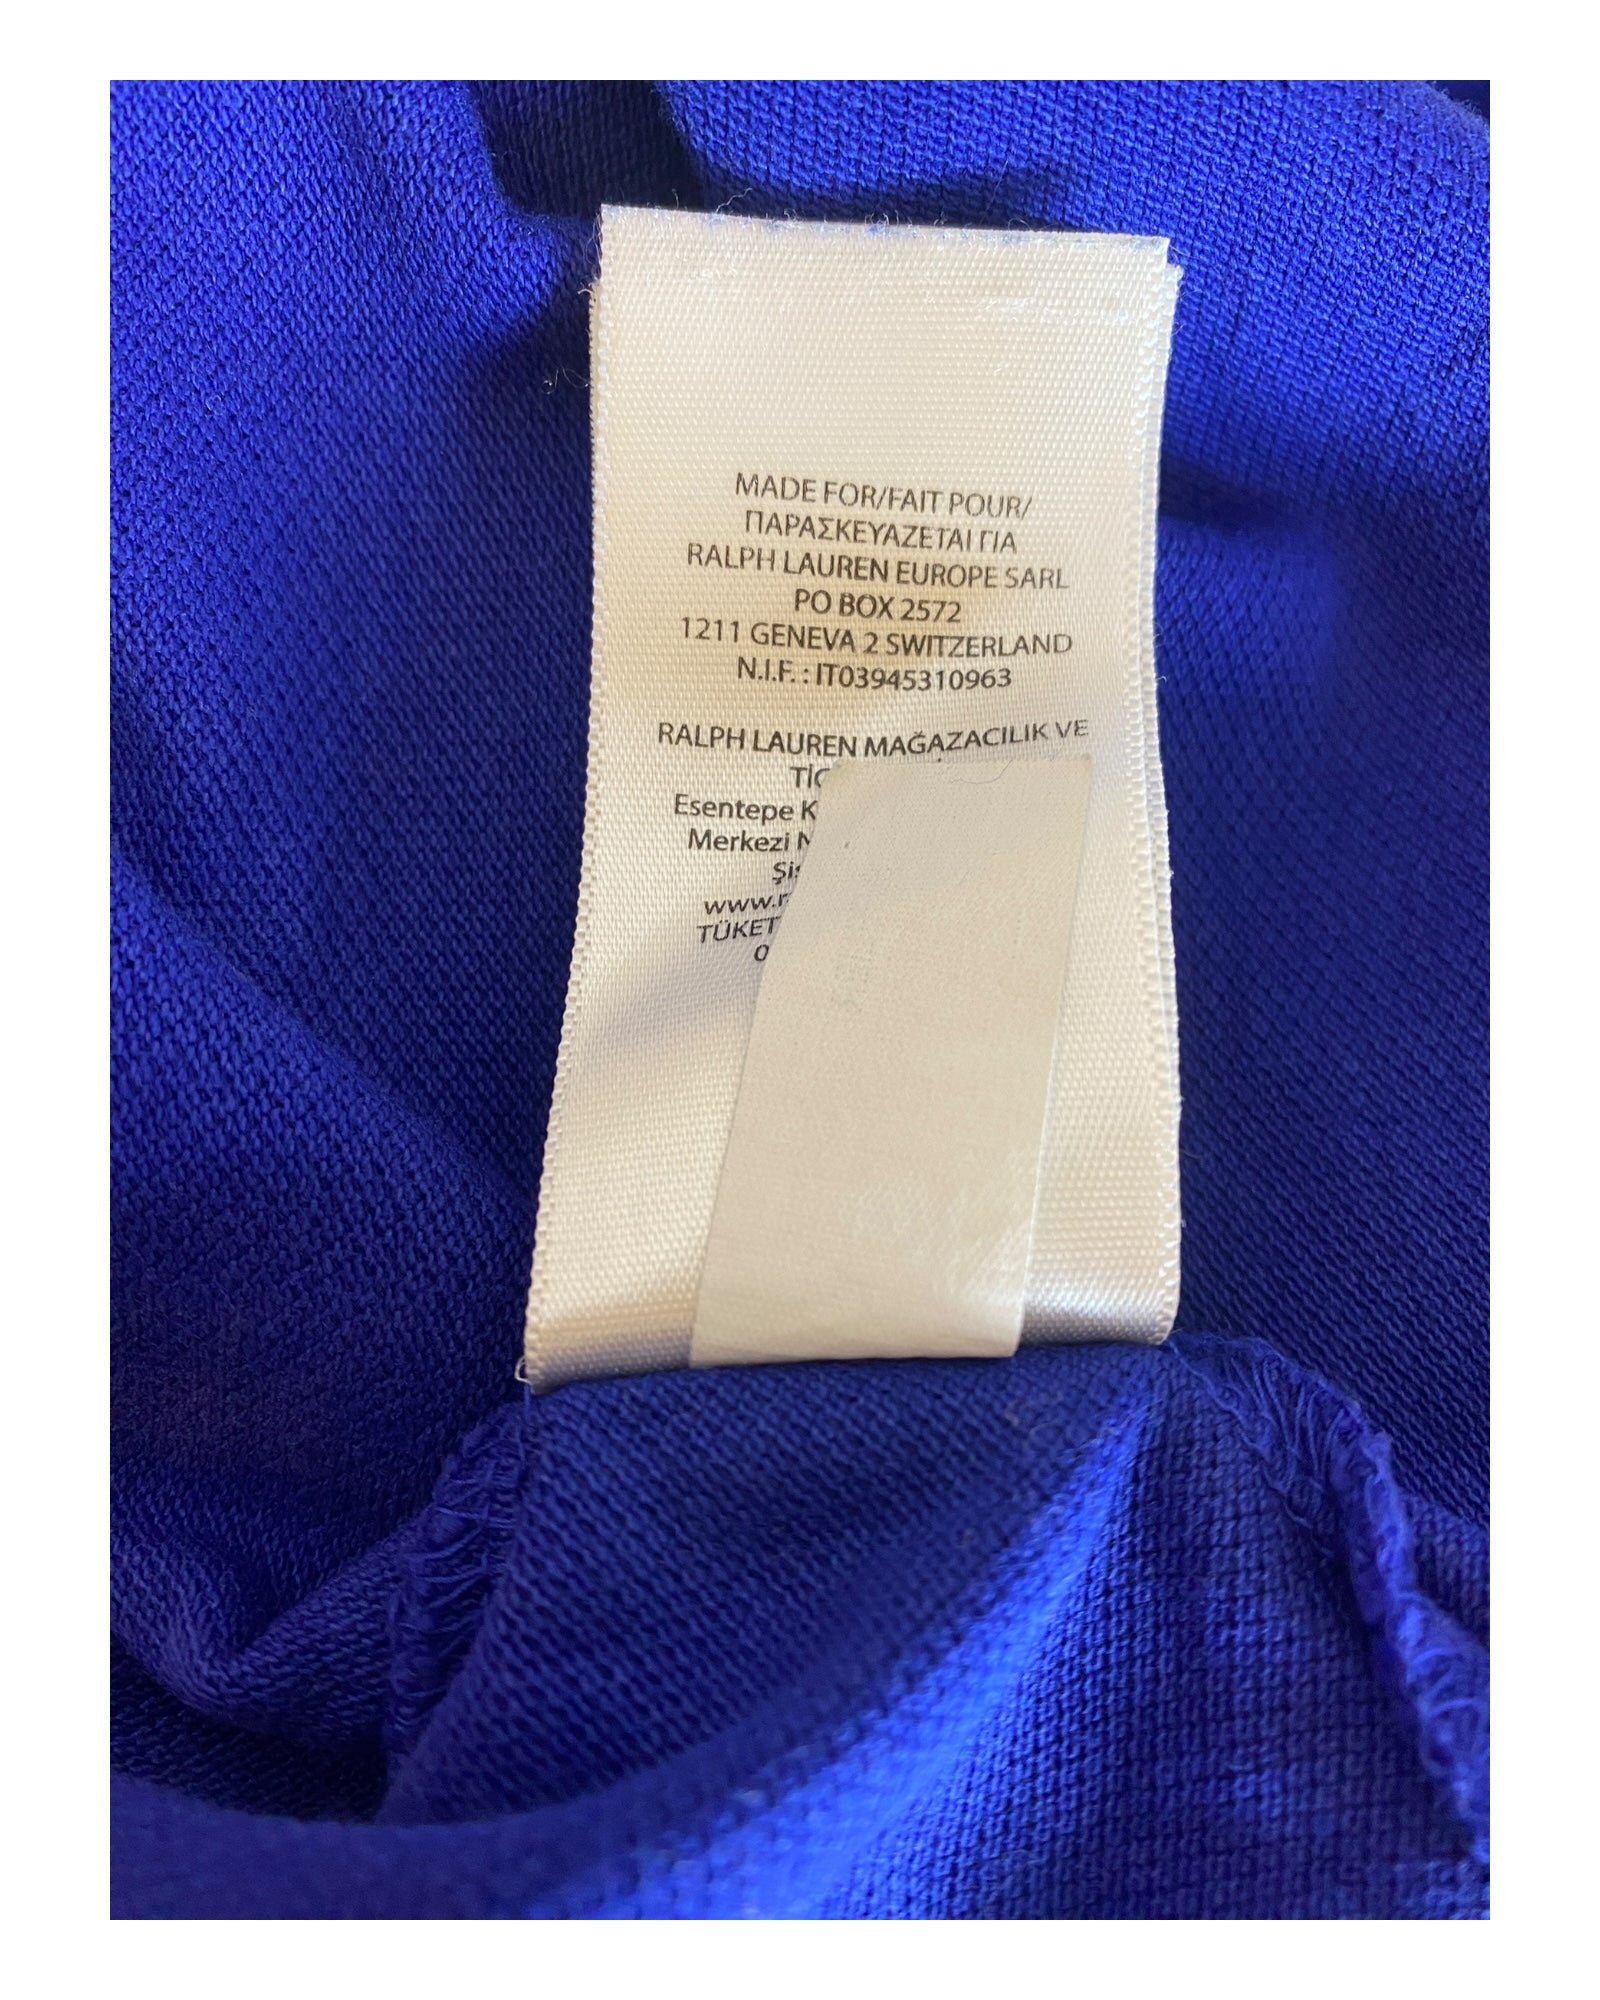 MADE FOR/FAIT POUR/
ΠΑΡΑΣΚΕΥΑΖΕΤΑΙ ΓΙΑ
RALPH LAUREN EUROPE SARL
PO BOX 2572
1211 GENEVA 2 SWITZERLAND
N.I.F. : IT03945310963
RALPH LAUREN MAĞAZACILIK VE
Esentepe
Merkezi